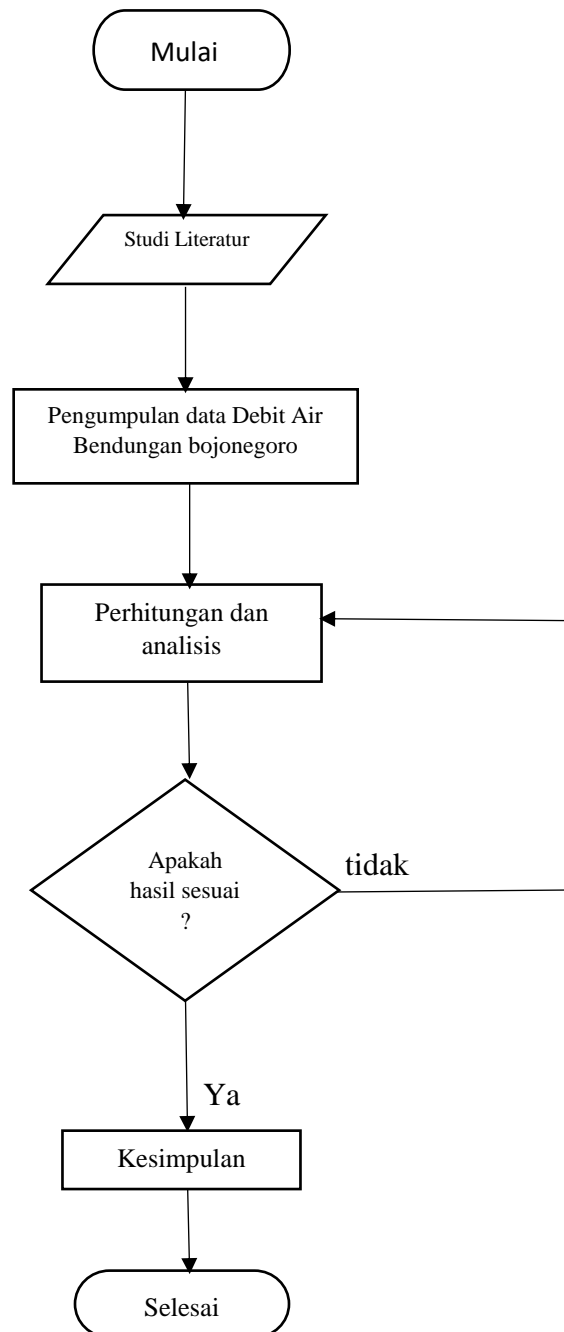 Mulai
Studi Literatur
Pengumpulan data Debit Air
Bendungan bojonegoro
Perhitungan dan
analisis
Apakah
hasil sesuai
?
tidak
Ya
Kesimpulan
Selesai